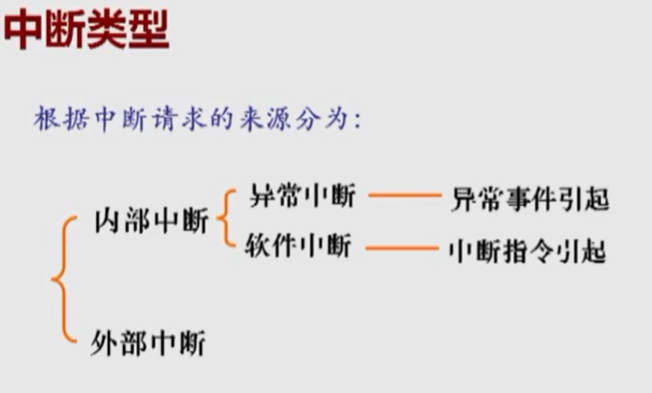 中断类型
根据中断请求的来源分为:
内部中断
异常中断 异常事件引起
软件中断 中断指令引起
外部中断